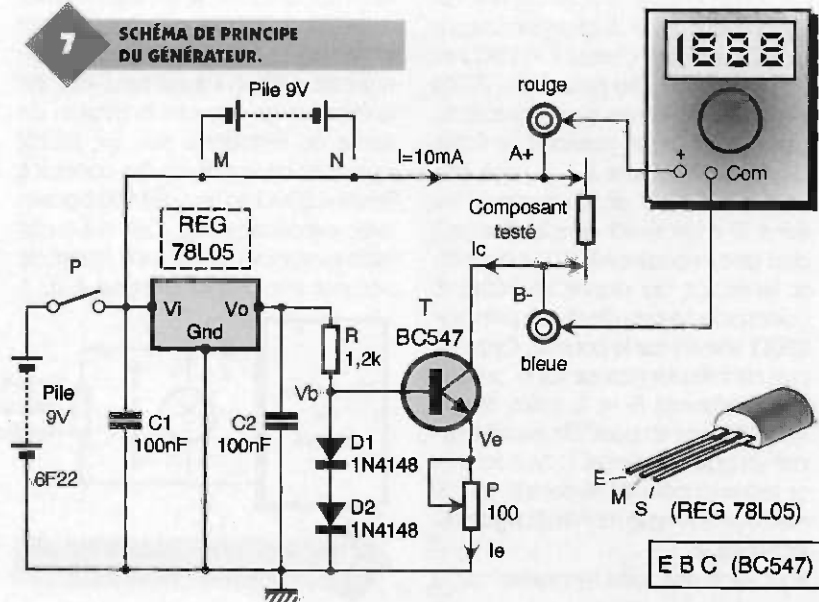 7
SCHÉMA DE PRINCIPE
DU GÉNÉRATEUR.
Pile 9V
M
N
I=10mA
rouge
A+
+
Com
Composant
testé
Ic
B-
bleue
REG
78L05
P
Vi
Vo
Gnd
R
1,2k
T
BC547
Vb
Pile
9V
6F22
C1
100nF
C2
100nF
D1
1N4148
D2
1N4148
Ve
P
100
Ie
E
M
S
(REG 78L05)
E B C (BC547)